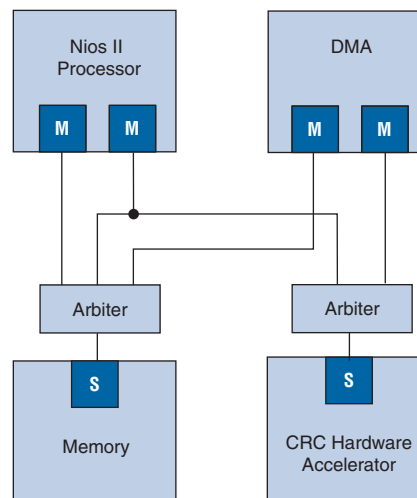 Nios II
Processor
M
M
DMA
M
M
Arbiter
Arbiter
S
Memory
S
CRC Hardware
Accelerator